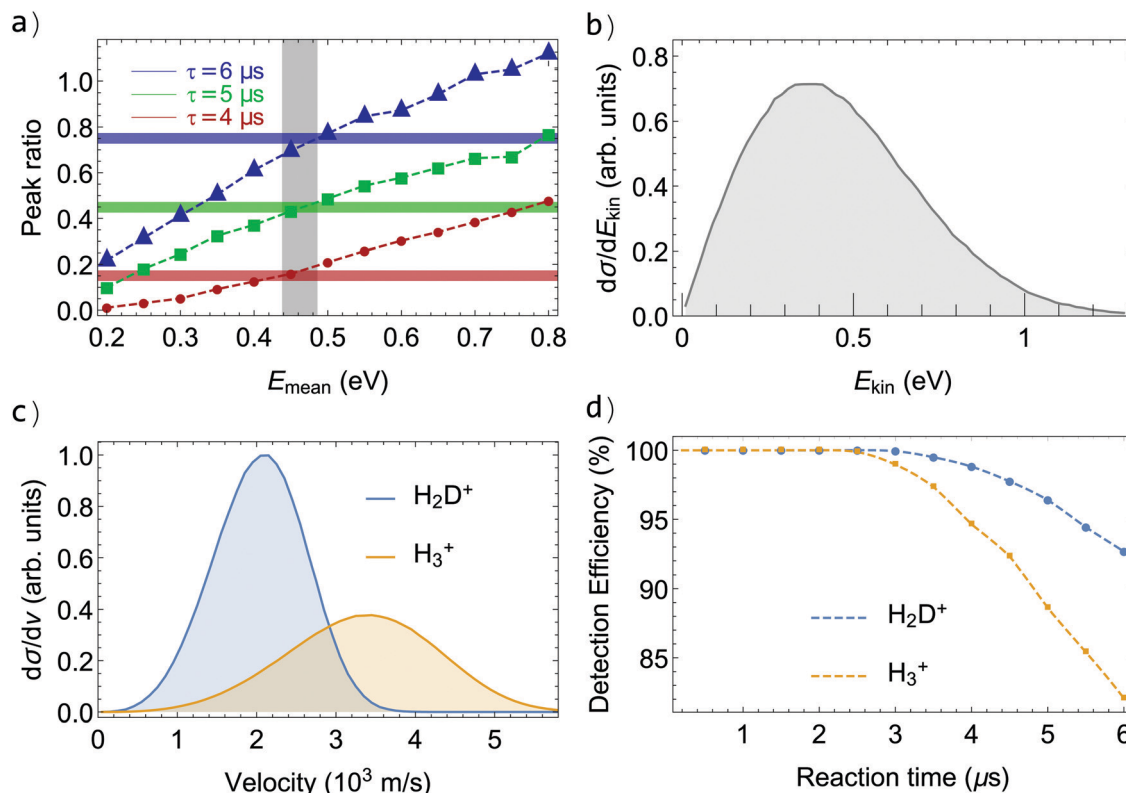 a)
τ = 6 μs
τ = 5 μs
τ = 4 μs
Peak ratio
1.0
0.8
0.6
0.4
0.2
0.0
0.2 0.3 0.4 0.5 0.6 0.7 0.8
E_mean (eV)
b)
dσ/dE_kin (arb. units)
0.8
0.6
0.4
0.2
0.0
0 0.5 1
E_kin (eV)
c)
H₂D⁺
H₃⁺
dσ/dv (arb. units)
1.0
0.8
0.6
0.4
0.2
0.0
0 1 2 3 4 5
Velocity (10³ m/s)
d)
Detection Efficiency (%)
100
95
90
85
H₂D⁺
H₃⁺
1 2 3 4 5 6
Reaction time (μs)